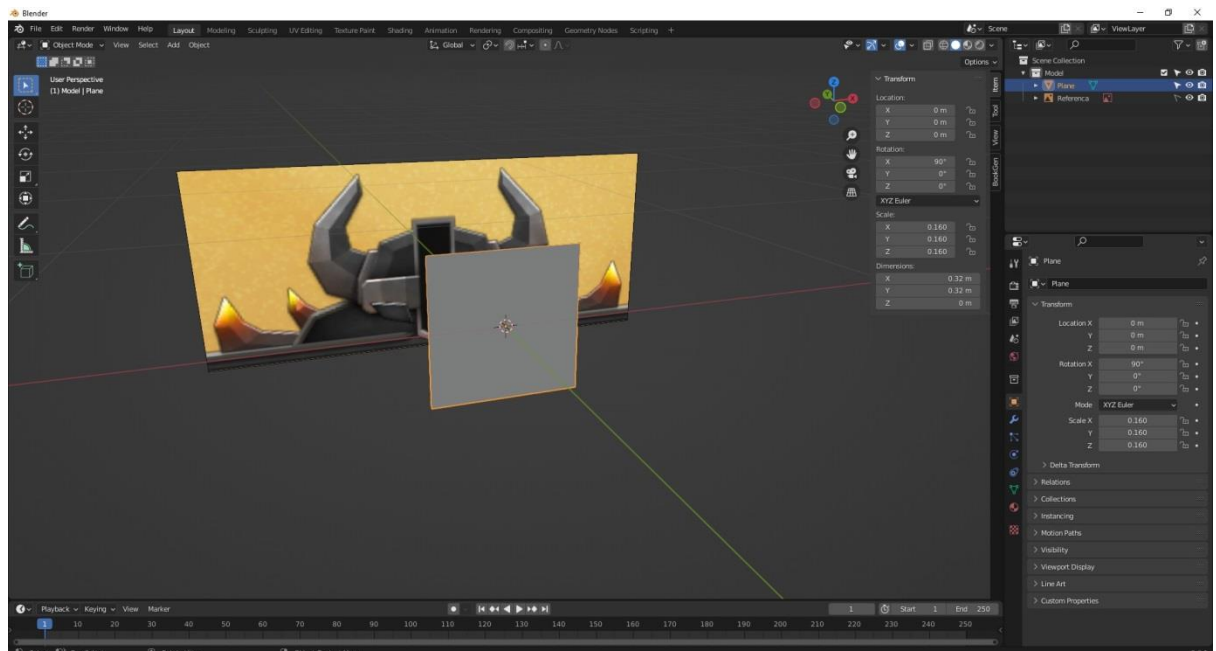 Blender
File Edit Render Window Help Layout Modeling Sculpting UV Editing Texture Paint Shading Animation Rendering Compositing Geometry Nodes Scripting + Scene ViewLayer
Object Mode View Select Add Object Global
Options
User Perspective
(1) Model | Plane
Transform
Location:
X 0 m
Y 0 m
Z 0 m
Rotation:
X 90°
Y 0°
Z 0°
XYZ Euler
Scale:
X 0.160
Y 0.160
Z 0.160
Dimensions:
X 0.32 m
Y 0.32 m
Z 0 m
Item
Tool
View
BookGen
Z
Y
X
Scene Collection
Model
Plane
Referenca
Plane
Plane
Transform
Location X 0 m
Y 0 m
Z 0 m
Rotation X 90°
Y 0°
Z 0°
Mode XYZ Euler
Scale X 0.160
Y 0.160
Z 0.160
Delta Transform
Relations
Collections
Instancing
Motion Paths
Visibility
Viewport Display
Line Art
Custom Properties
Playback Keying View Marker 1 Start 1 End 250
1 10 20 30 40 50 60 70 80 90 100 110 120 130 140 150 160 170 180 190 200 210 220 230 240 250